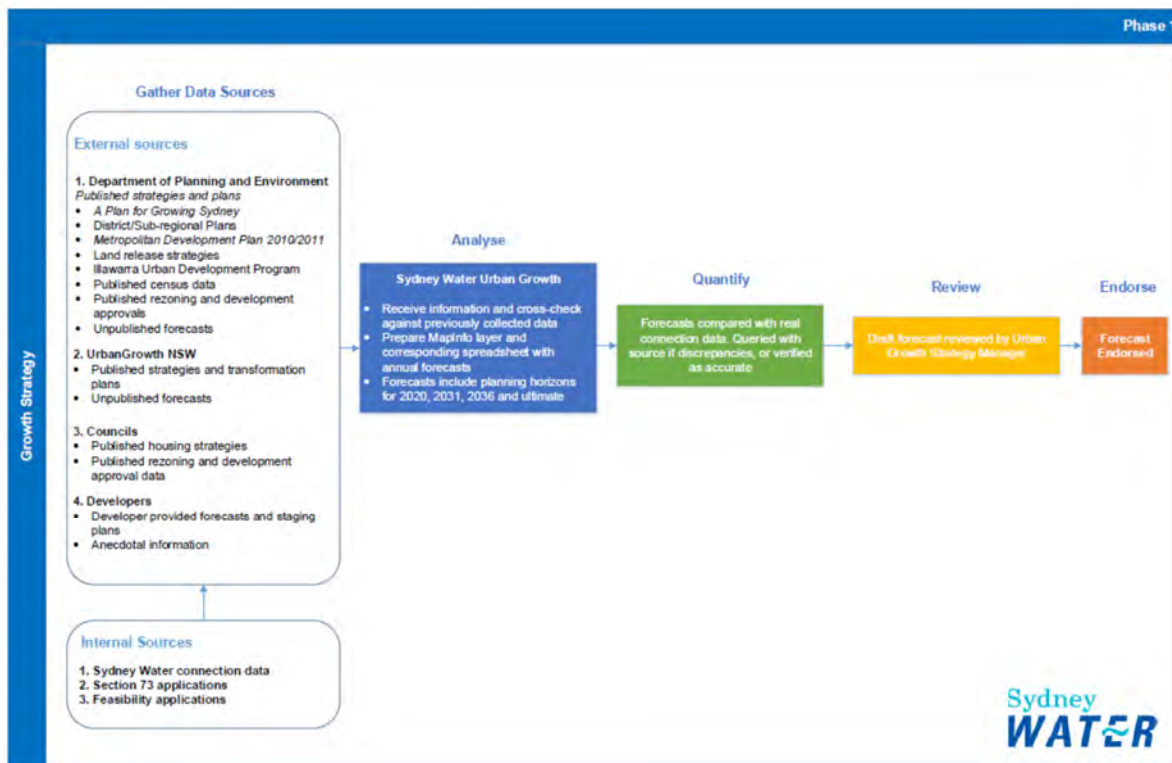 Phase 1
Growth Strategy
Gather Data Sources
External sources
1. Department of Planning and Environment
Published strategies and plans
• A Plan for Growing Sydney
• District/Sub-regional Plans
• Metropolitan Development Plan 2010/2011
• Land release strategies
• Illawarra Urban Development Program
• Published census data
• Published rezoning and development
approvals
• Unpublished forecasts
2. UrbanGrowth NSW
• Published strategies and transformation
plans
• Unpublished forecasts
3. Councils
• Published housing strategies
• Published rezoning and development
approval data
4. Developers
• Developer provided forecasts and staging
plans
• Anecdotal information
Internal Sources
1. Sydney Water connection data
2. Section 73 applications
3. Feasibility applications
Analyse
Sydney Water Urban Growth
• Receive information and cross-check
against previously collected data
• Prepare MapInfo layer and
corresponding spreadsheet with
annual forecasts
• Forecasts include planning horizons
for 2020, 2031, 2036 and ultimate
Quantify
Forecasts compared with real
connection data. Queried with
source if discrepancies, or verified
as accurate
Review
Draft forecast reviewed by Urban
Growth Strategy Manager
Endorse
Forecast
Endorsed
Sydney
WATER